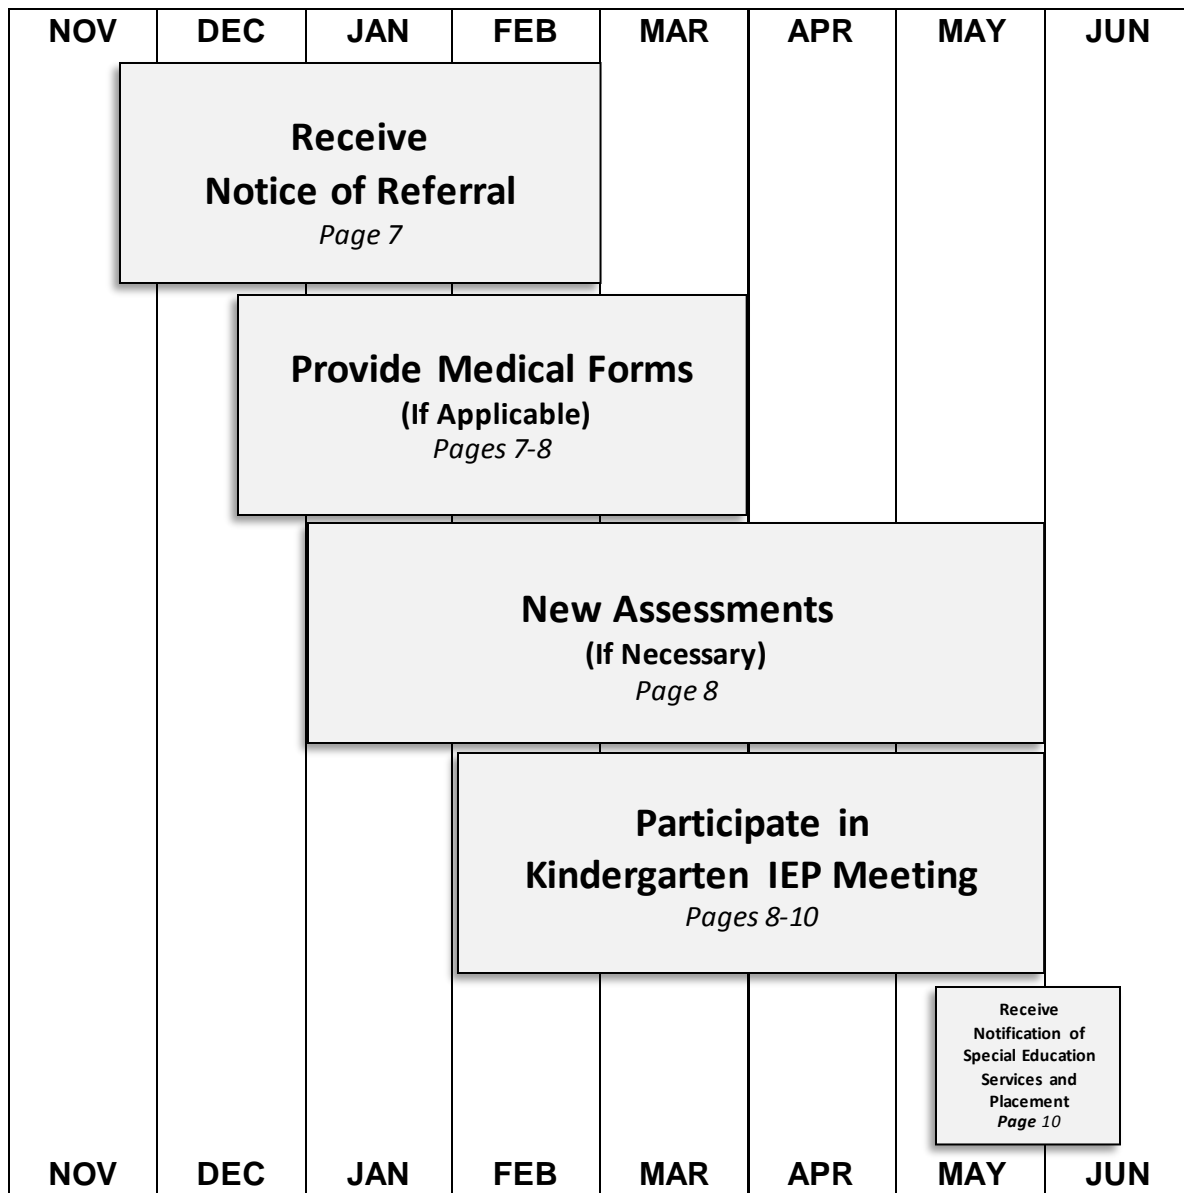 NOV DEC JAN FEB MAR APR MAY JUN
Receive
Notice of Referral
Page 7
Provide Medical Forms
(If Applicable)
Pages 7-8
New Assessments
(If Necessary)
Page 8
Participate in
Kindergarten IEP Meeting
Pages 8-10
Receive
Notification of
Special Education
Services and
Placement
Page 10
NOV DEC JAN FEB MAR APR MAY JUN